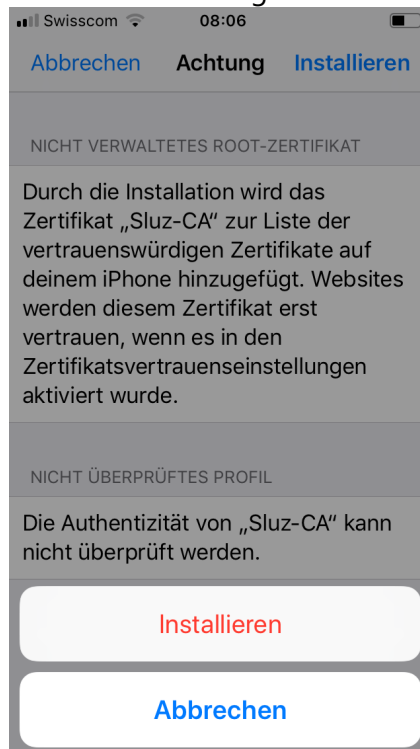 Swisscom 08:06
Abbrechen Achtung Installieren
NICHT VERWALTETES ROOT-ZERTIFIKAT
Durch die Installation wird das
Zertifikat „Sluz-CA“ zur Liste der
vertrauenswürdigen Zertifikate auf
deinem iPhone hinzugefügt. Websites
werden diesem Zertifikat erst
vertrauen, wenn es in den
Zertifikatsvertrauenseinstellungen
aktiviert wurde.
NICHT ÜBERPRÜFTES PROFIL
Die Authentizität von „Sluz-CA“ kann
nicht überprüft werden.
Installieren
Abbrechen